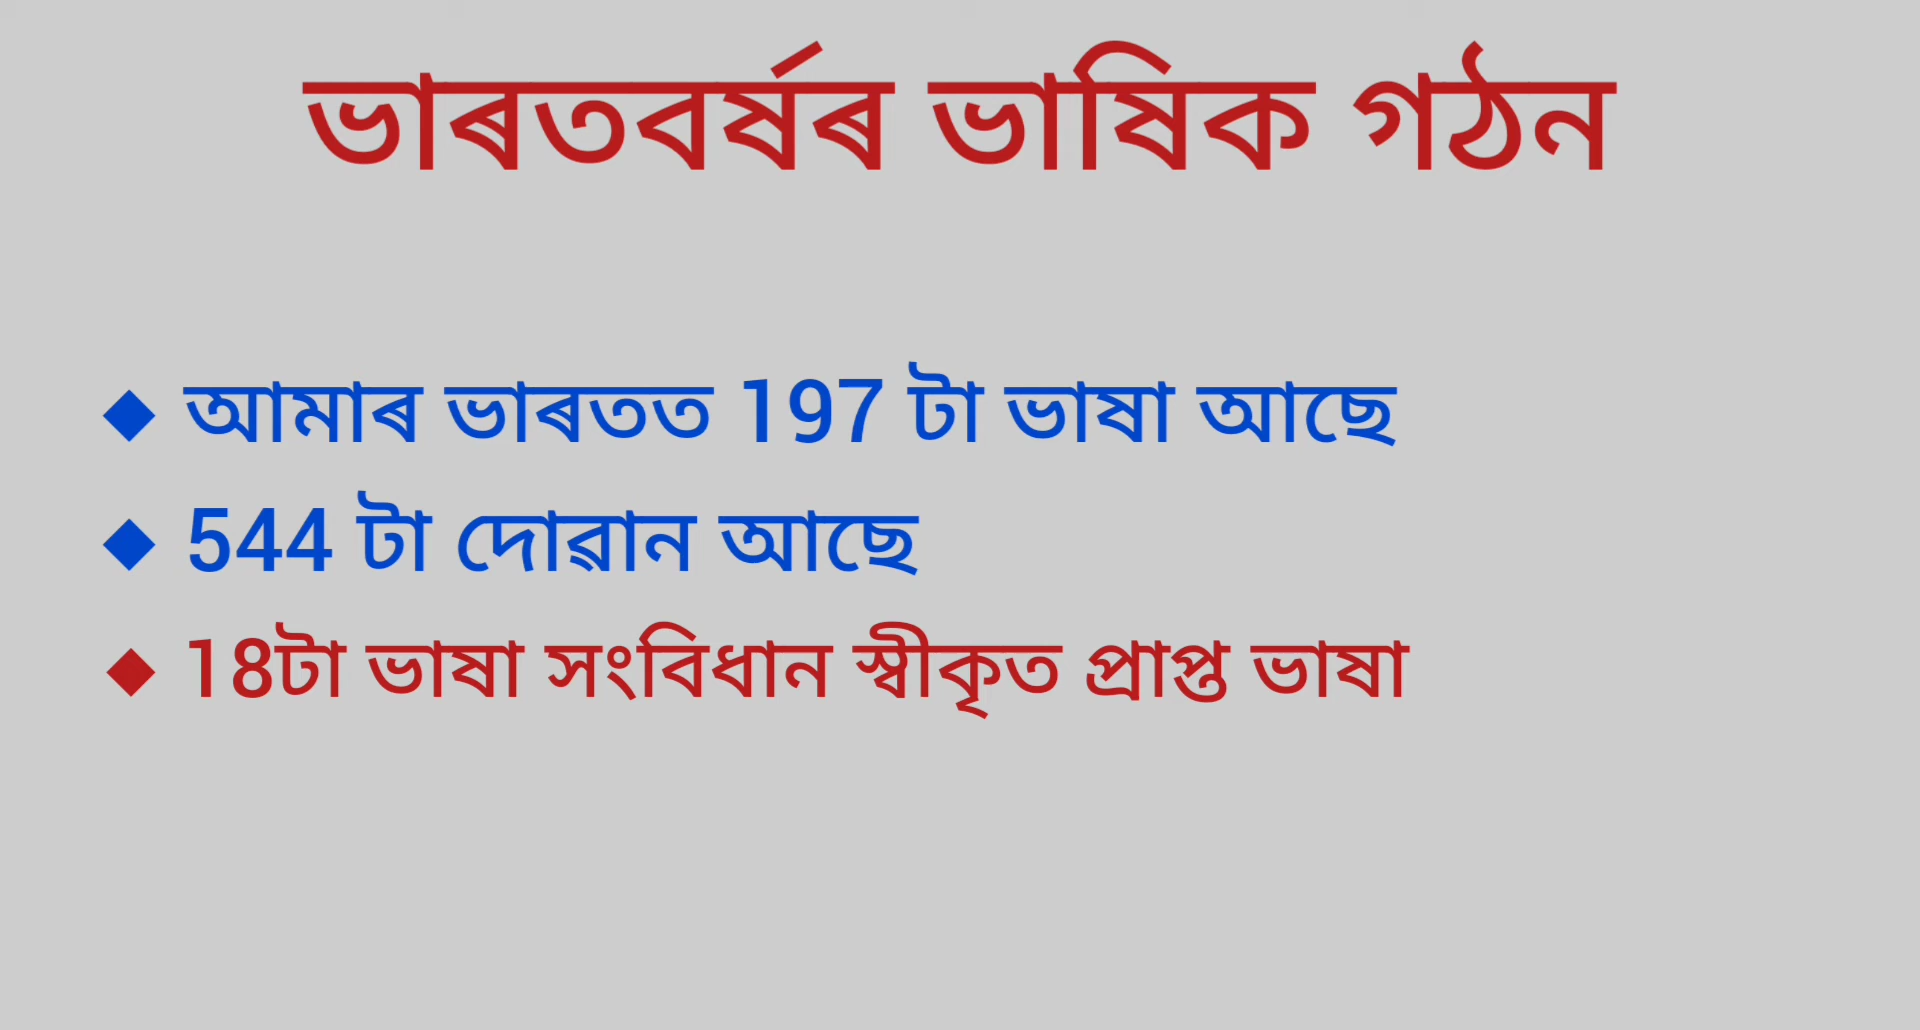 ভাৰতবৰ্ষৰ ভাষিক গঠন
◆ আমাৰ ভাৰতত 197 টা ভাষা আছে
◆ 544 টা দোৱান আছে
◆ 18টা ভাষা সংবিধান স্বীকৃত প্ৰাপ্ত ভাষা